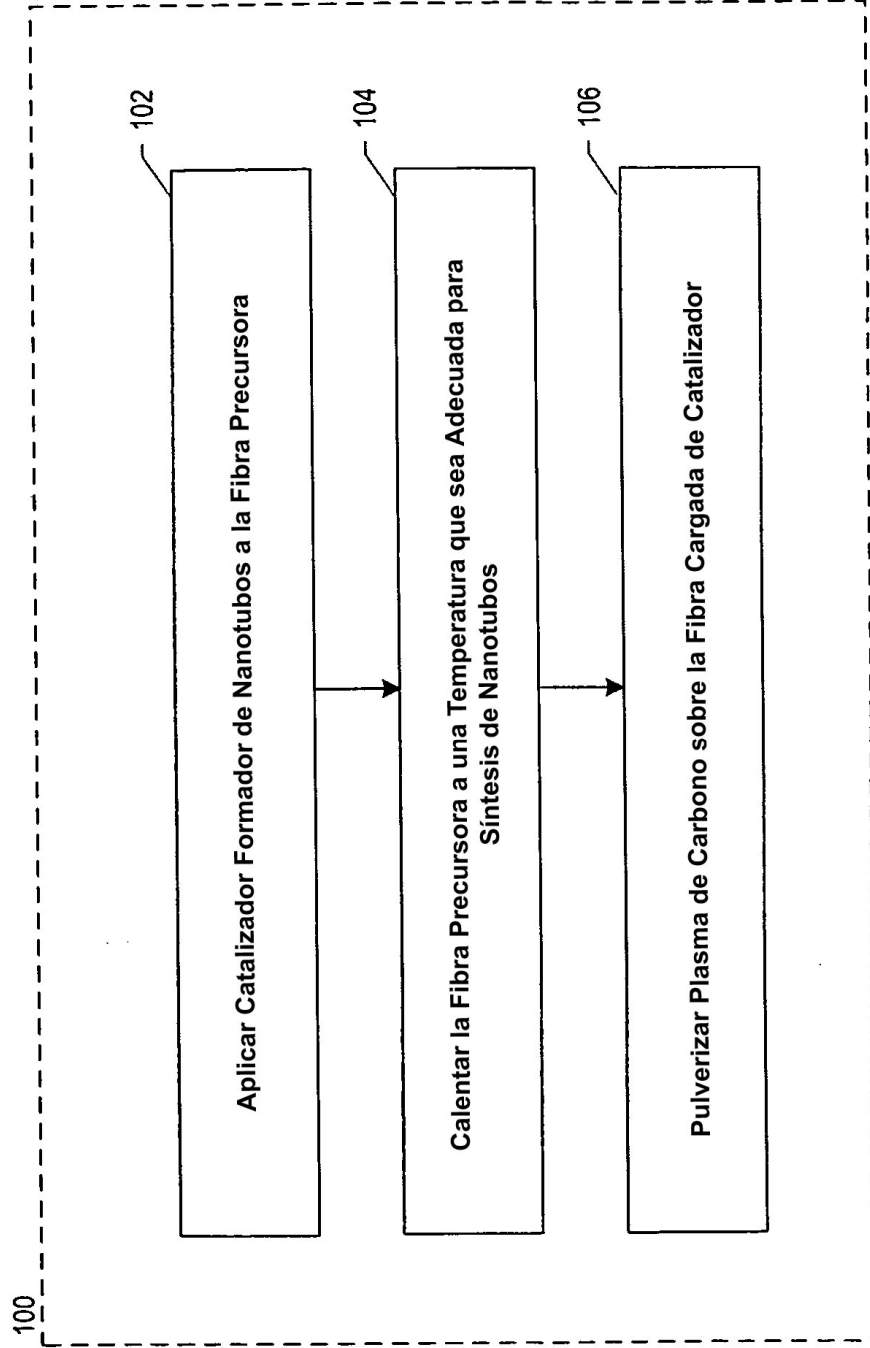 100
102
Aplicar Catalizador Formador de Nanotubos a la Fibra Precursora
104
Calentar la Fibra Precursora a una Temperatura que sea Adecuada para
Síntesis de Nanotubos
106
Pulverizar Plasma de Carbono sobre la Fibra Cargada de Catalizador